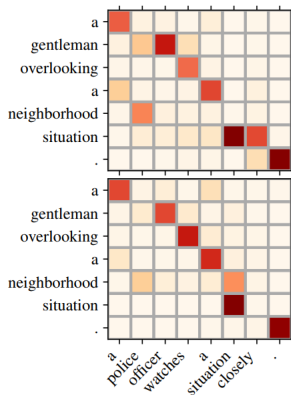 a
gentleman
overlooking
a
neighborhood
situation
.
a
gentleman
overlooking
a
neighborhood
situation
.
a police officer watches a situation closely .